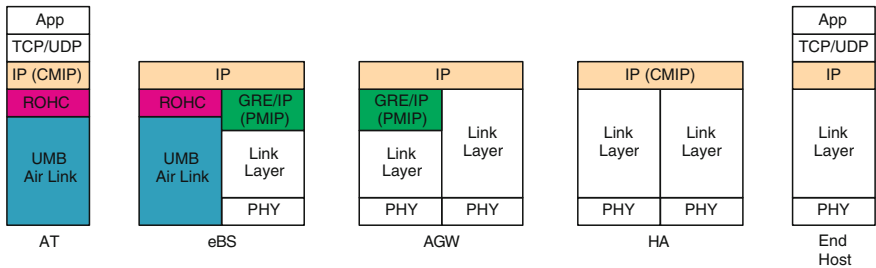 App
TCP/UDP
IP (CMIP)
ROHC
UMB
Air Link
AT
IP
ROHC
GRE/IP
(PMIP)
UMB
Air Link
Link
Layer
PHY
eBS
IP
GRE/IP
(PMIP)
Link
Layer
Link
Layer
PHY
PHY
AGW
IP (CMIP)
Link
Layer
Link
Layer
PHY
PHY
HA
App
TCP/UDP
IP
Link
Layer
PHY
End
Host